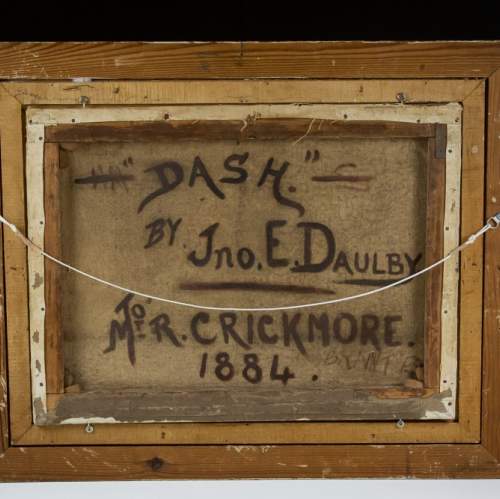 "DASH."
BY. Jno. E. DAULBY
To
Mr R. CRICKMORE.
1884.